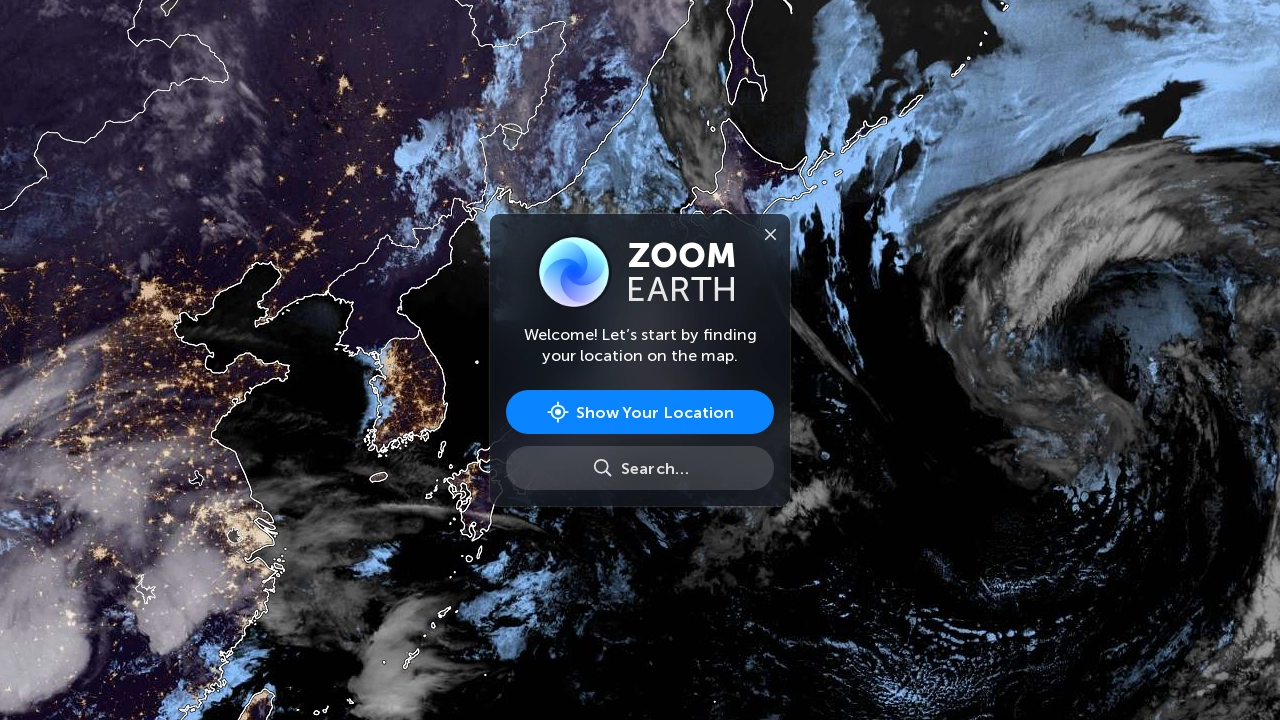 ZOOM
EARTH
Welcome! Let’s start by finding
your location on the map.
Show Your Location
Search…